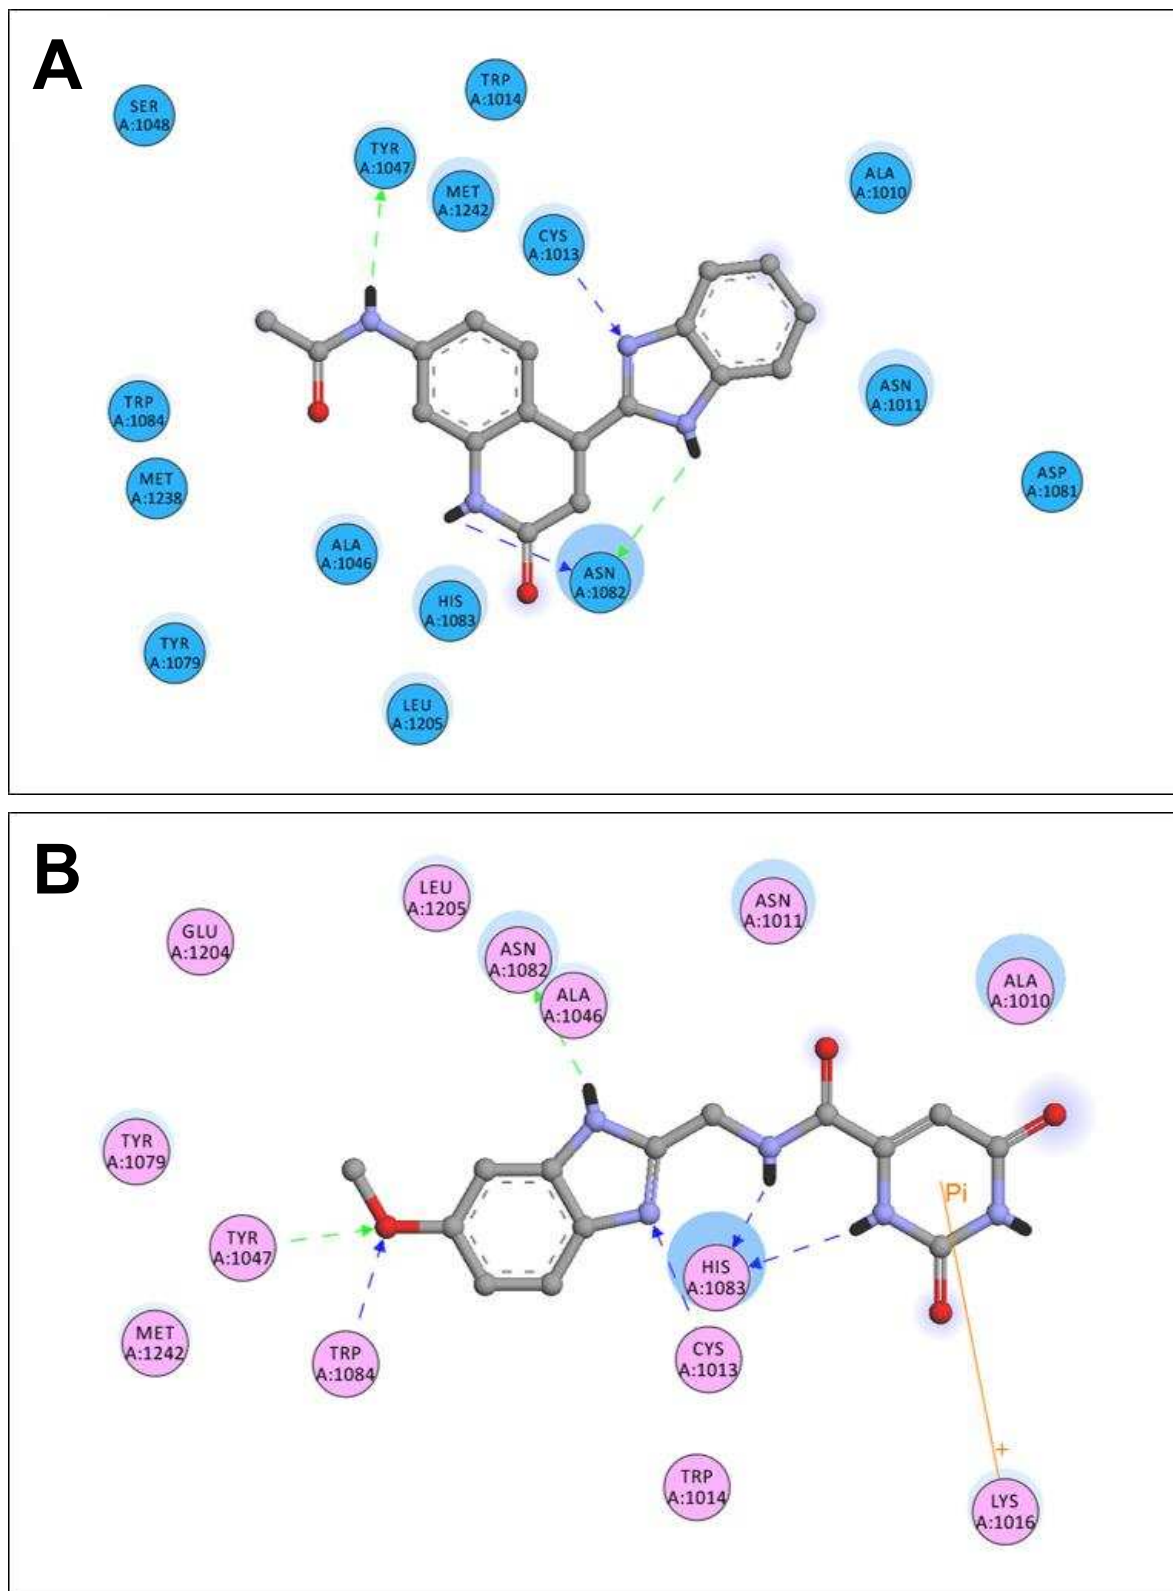 A
TRP
A:1014
SER
A:1048
TYR
A:1047
MET
A:1242
ALA
A:1010
CYS
A:1013
TRP
A:1084
ASN
A:1011
MET
A:1238
ASP
A:1081
ALA
A:1046
ASN
A:1082
HIS
A:1083
TYR
A:1079
LEU
A:1205
B
LEU
A:1205
ASN
A:1011
GLU
A:1204
ASN
A:1082
ALA
A:1046
ALA
A:1010
TYR
A:1079
Pi
TYR
A:1047
HIS
A:1083
MET
A:1242
TRP
A:1084
CYS
A:1013
+
TRP
A:1014
LYS
A:1016